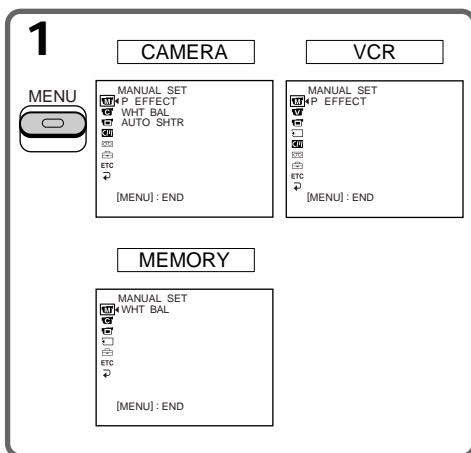 1
CAMERA
VCR
MENU
MANUAL SET
P EFFECT
WHT BAL
AUTO SHTR
ETC
[MENU] : END
MANUAL SET
P EFFECT
ETC
[MENU] : END
MEMORY
MANUAL SET
WHT BAL
ETC
[MENU] : END